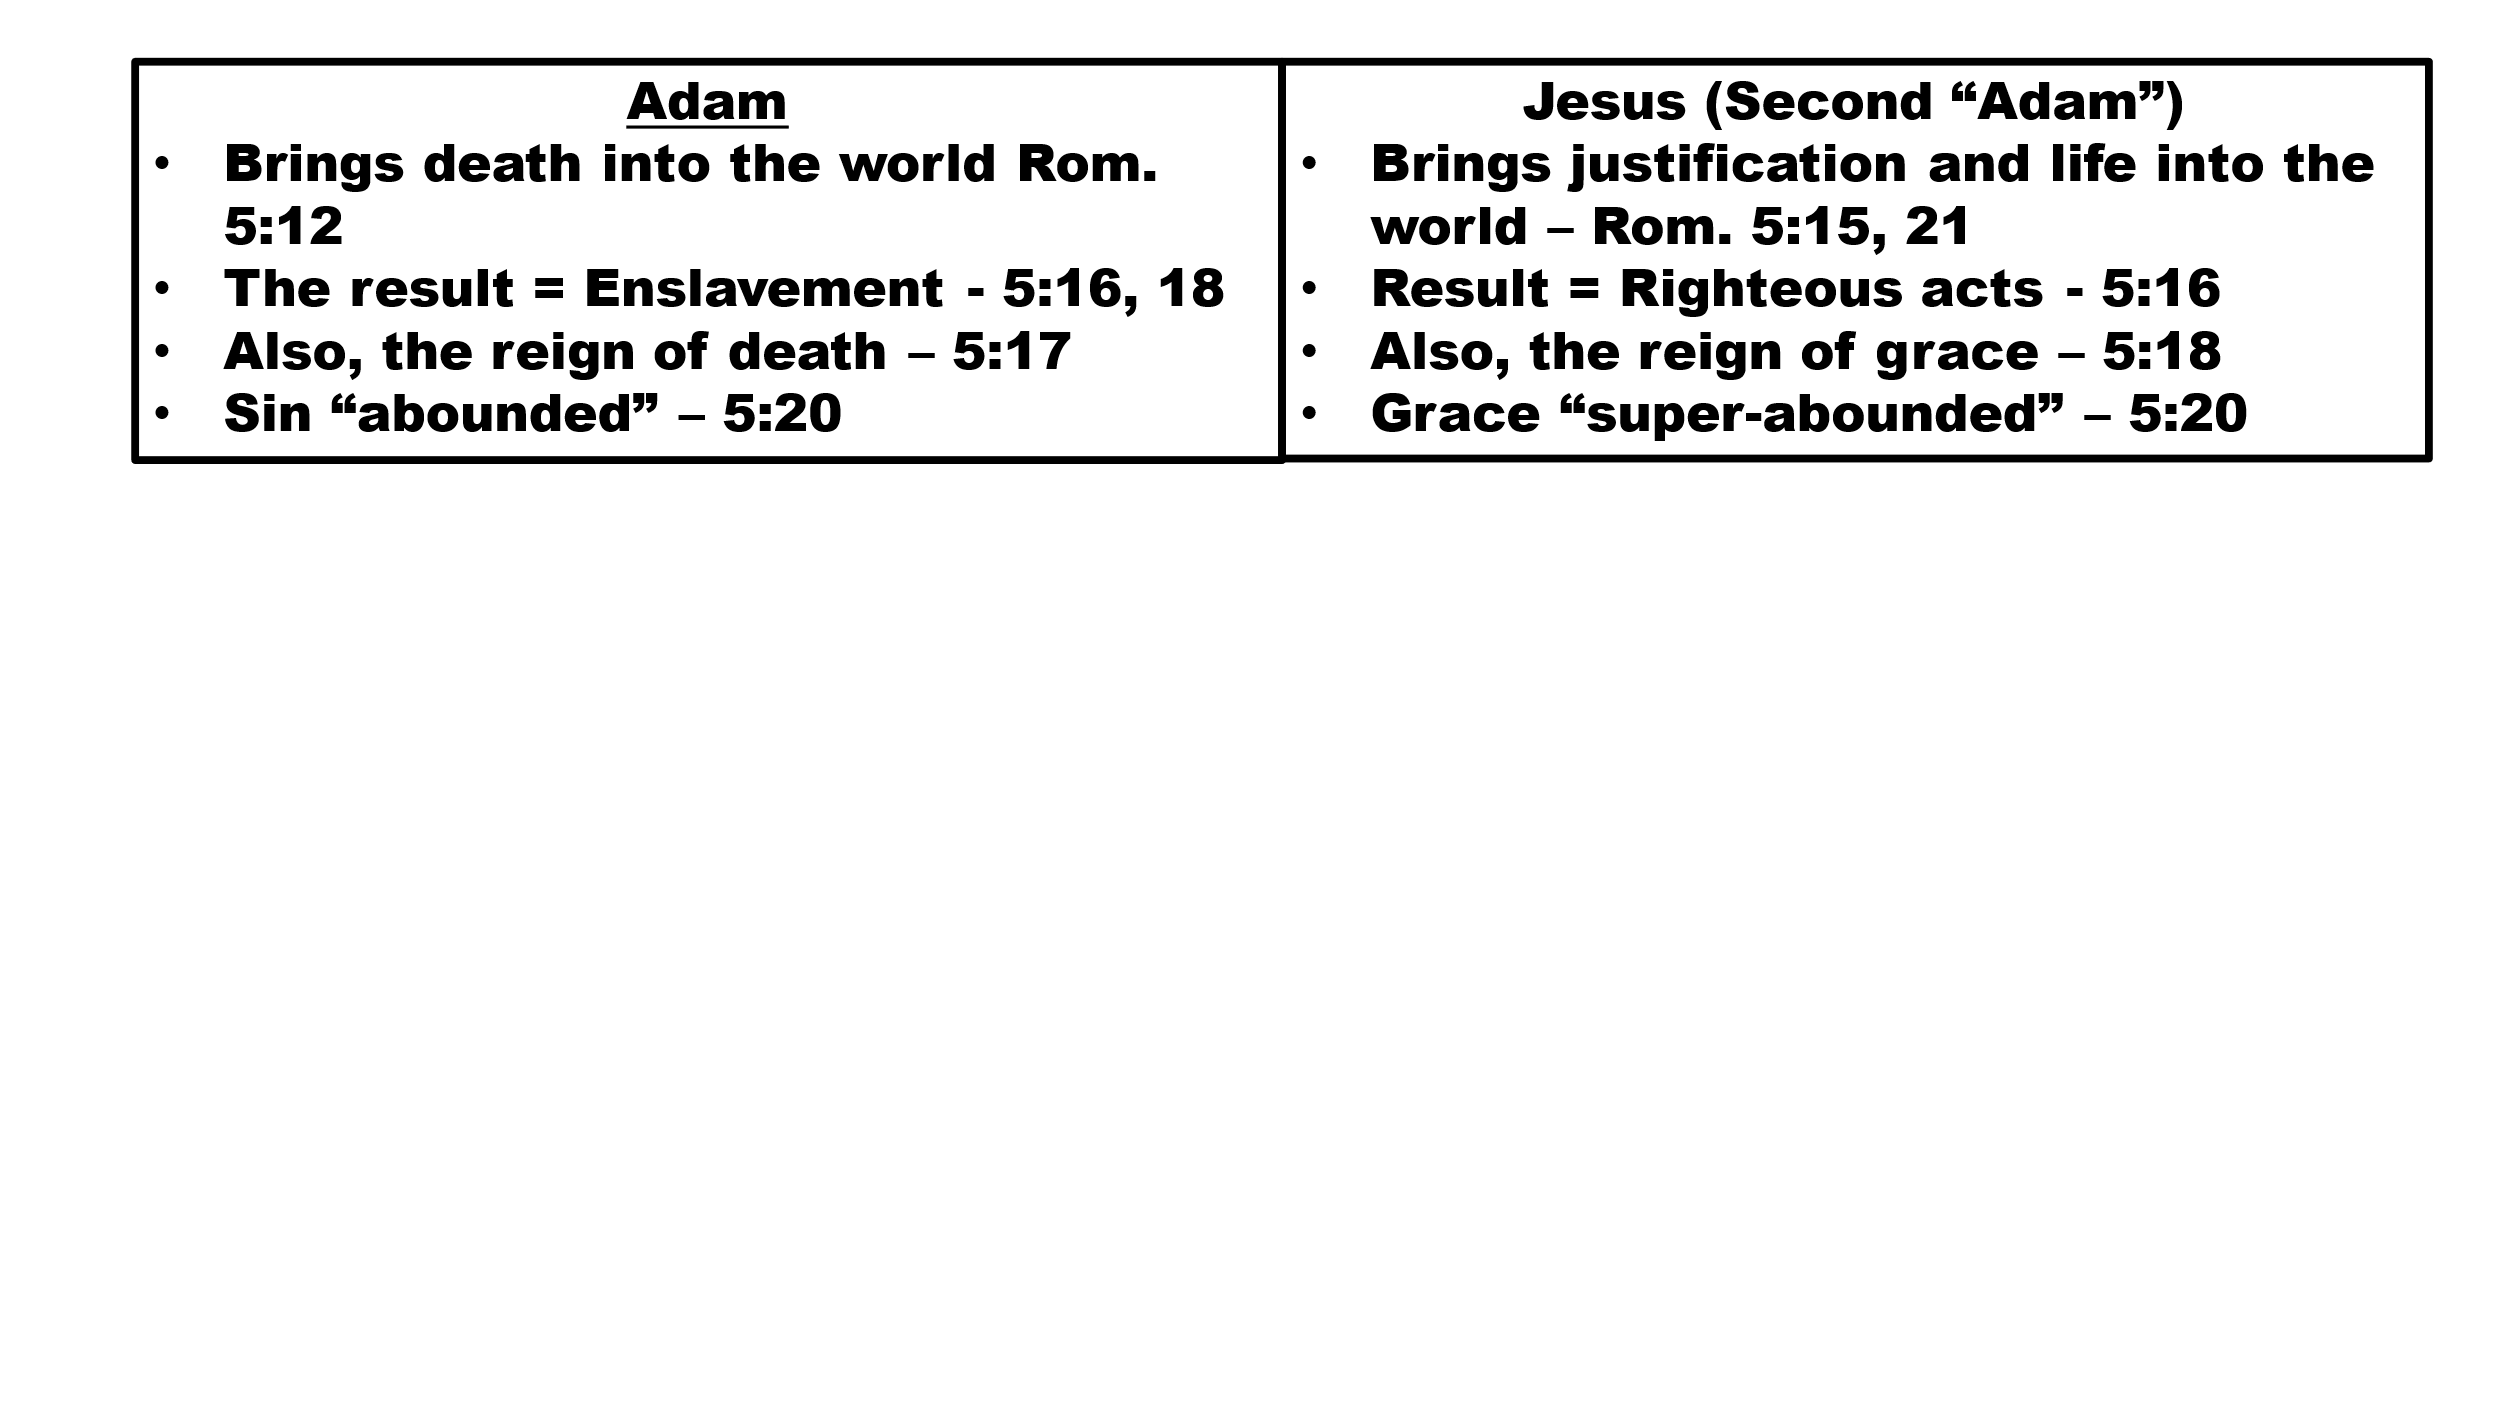 Adam
• Brings death into the world Rom.
5:12
• The result = Enslavement - 5:16, 18
• Also, the reign of death – 5:17
• Sin “abounded” – 5:20
Jesus (Second “Adam”)
• Brings justification and life into the
world – Rom. 5:15, 21
• Result = Righteous acts - 5:16
• Also, the reign of grace – 5:18
• Grace “super-abounded” – 5:20